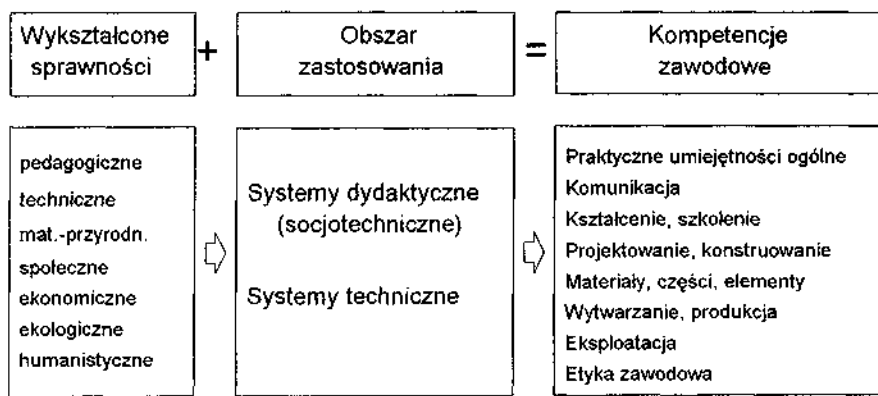 Wykształcone
sprawności
+
Obszar
zastosowania
=
Kompetencje
zawodowe
pedagogiczne
techniczne
mat.-przyrodn.
społeczne
ekonomiczne
ekologiczne
humanistyczne
Systemy dydaktyczne
(socjotechniczne)
Systemy techniczne
Praktyczne umiejętności ogólne
Komunikacja
Kształcenie, szkolenie
Projektowanie, konstruowanie
Materiały, części, elementy
Wytwarzanie, produkcja
Eksploatacja
Etyka zawodowa